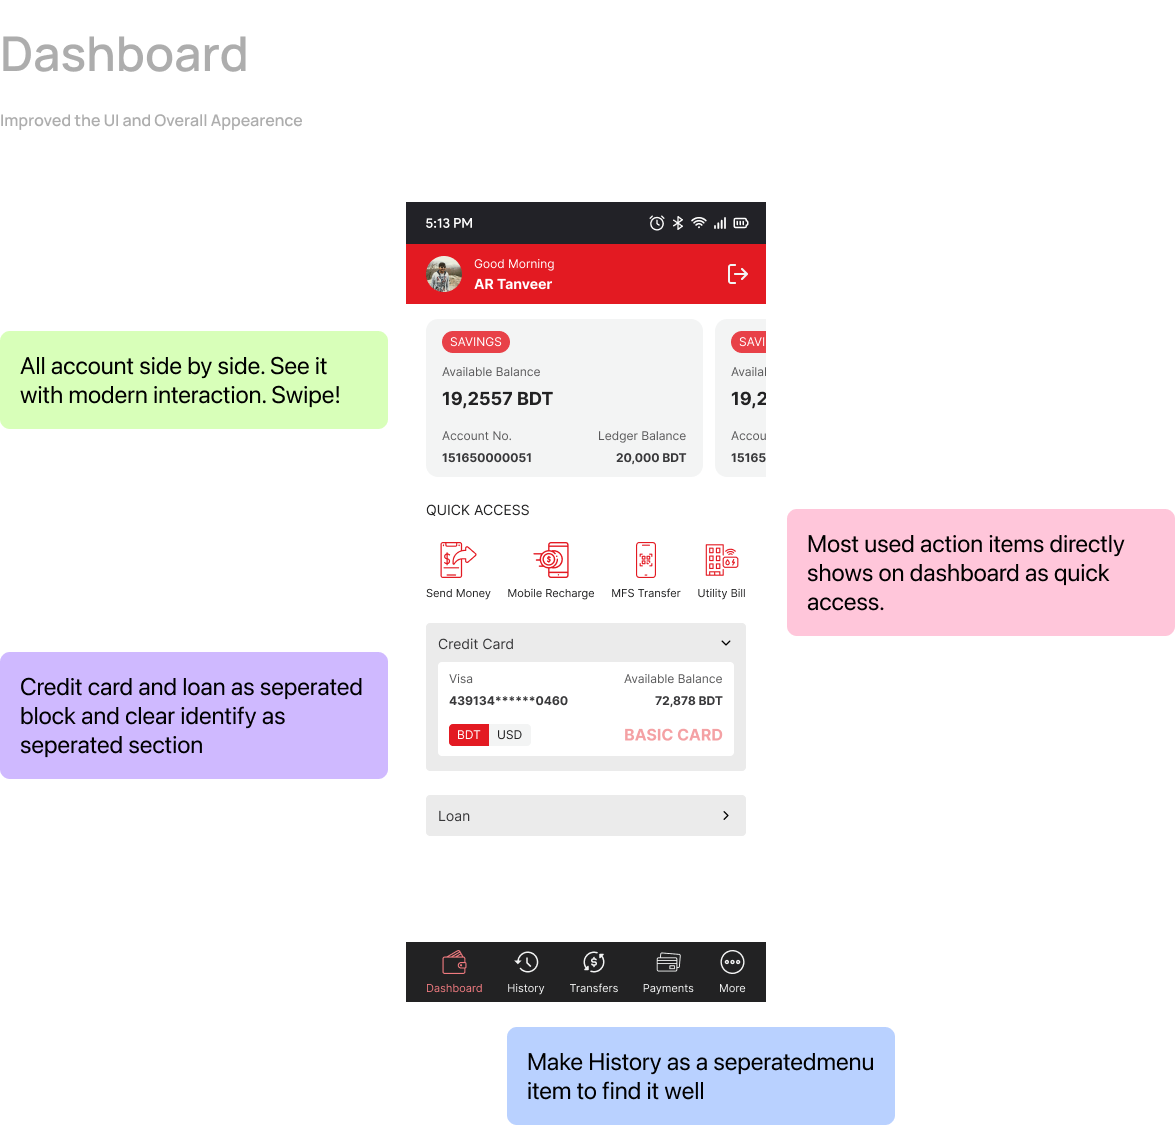 Dashboard
Improved the UI and Overall Appearence
5:13 PM
Good Morning
AR Tanveer
All account side by side. See it
with modern interaction. Swipe!
SAVINGS
Available Balance
19,2557 BDT
Account No.
Ledger Balance
151650000051
20,000 BDT
SAVI
Availal
19,2
Accou
15165
QUICK ACCESS
Send Money
Mobile Recharge
MFS Transfer
Utility Bill
Most used action items directly
shows on dashboard as quick
access.
Credit card and loan as seperated
block and clear identify as
seperated section
Credit Card
Visa
Available Balance
439134******0460
72,878 BDT
BDT
USD
BASIC CARD
Loan
Dashboard
History
Transfers
Payments
More
Make History as a seperatedmenu
item to find it well